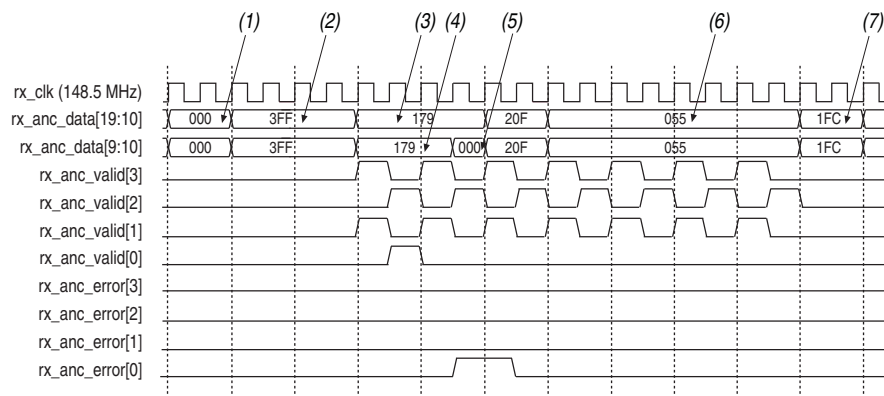 (1) (2) (3) (4) (5) (6) (7)
rx_clk (148.5 MHz)
rx_anc_data[19:10] 000 3FF 179 20F 055 1FC
rx_anc_data[9:10] 000 3FF 179 000 20F 055 1FC
rx_anc_valid[3]
rx_anc_valid[2]
rx_anc_valid[1]
rx_anc_valid[0]
rx_anc_error[3]
rx_anc_error[2]
rx_anc_error[1]
rx_anc_error[0]